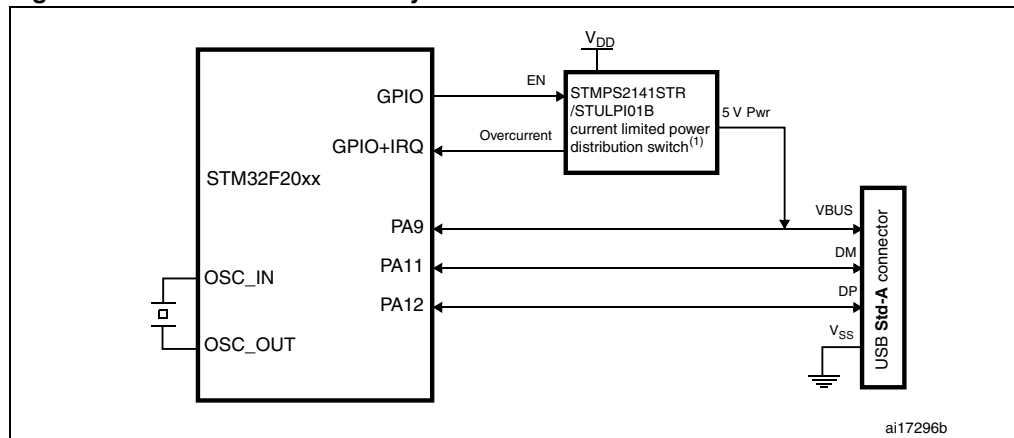 V_DD
EN
GPIO
STMPS2141STR
/STULPI01B
current limited power
distribution switch(1)
5 V Pwr
Overcurrent
GPIO+IRQ
STM32F20xx
PA9
VBUS
PA11
DM
PA12
DP
OSC_IN
OSC_OUT
V_SS
USB Std-A connector
ai17296b